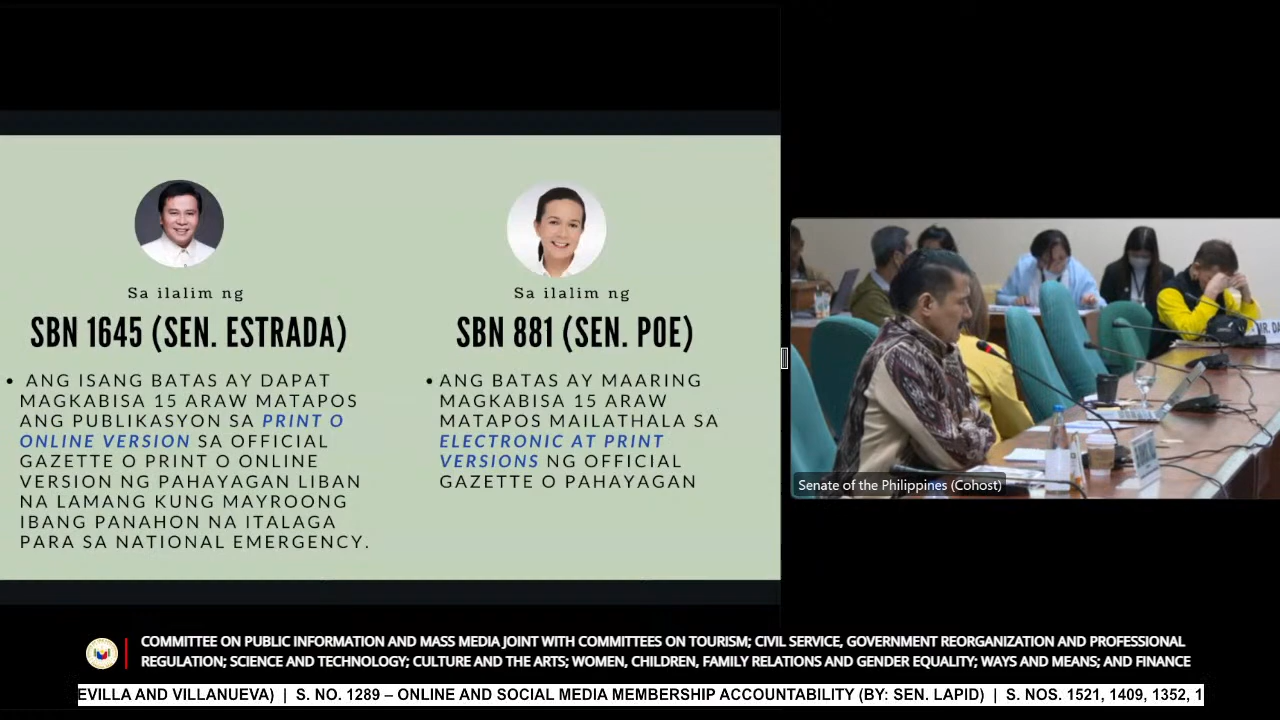 Sa ilalim ng
SBN 1645 (SEN. ESTRADA)
• ANG ISANG BATAS AY DAPAT
MAGKABISA 15 ARAW MATAPOS
ANG PUBLIKASYON SA PRINT O
ONLINE VERSION SA OFFICIAL
GAZETTE O PRINT O ONLINE
VERSION NG PAHAYAGAN LIBAN
NA LAMANG KUNG MAYROONG
IBANG PANAHON NA ITALAGA
PARA SA NATIONAL EMERGENCY.
Sa ilalim ng
SBN 881 (SEN. POE)
• ANG BATAS AY MAARING
MAGKABISA 15 ARAW
MATAPOS MAILATHALA SA
ELECTRONIC AT PRINT
VERSIONS NG OFFICIAL
GAZETTE O PAHAYAGAN
MR. DA
Senate of the Philippines (Cohost)
COMMITTEE ON PUBLIC INFORMATION AND MASS MEDIA JOINT WITH COMMITTEES ON TOURISM; CIVIL SERVICE, GOVERNMENT REORGANIZATION AND PROFESSIONAL
REGULATION; SCIENCE AND TECHNOLOGY; CULTURE AND THE ARTS; WOMEN, CHILDREN, FAMILY RELATIONS AND GENDER EQUALITY; WAYS AND MEANS; AND FINANCE
EVILLA AND VILLANUEVA) | S. NO. 1289 – ONLINE AND SOCIAL MEDIA MEMBERSHIP ACCOUNTABILITY (BY: SEN. LAPID) | S. NOS. 1521, 1409, 1352, 1